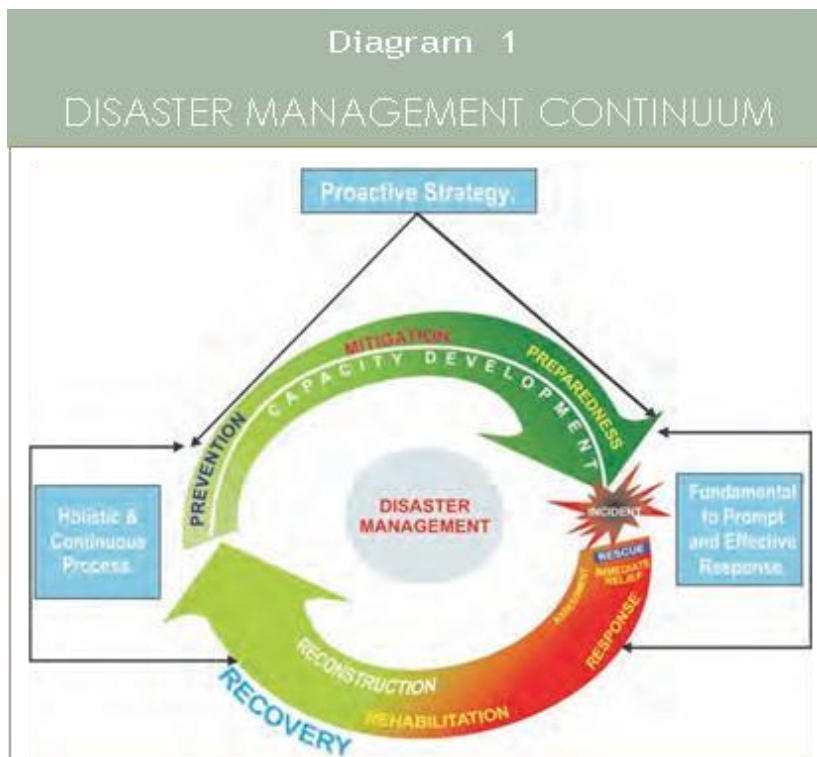 Diagram 1
DISASTER MANAGEMENT CONTINUUM
Proactive Strategy.
MITIGATION
CAPACITY DEVELOPMENT
PREPAREDNESS
PREVENTION
Holistic &
Continuous
Process.
DISASTER
MANAGEMENT
INCIDENT
Fundamental
to Prompt
and Effective
Response.
RESCUE
IMMEDIATE
RELIEF
ASSESSMENT
RESPONSE
REHABILITATION
RECONSTRUCTION
RECOVERY